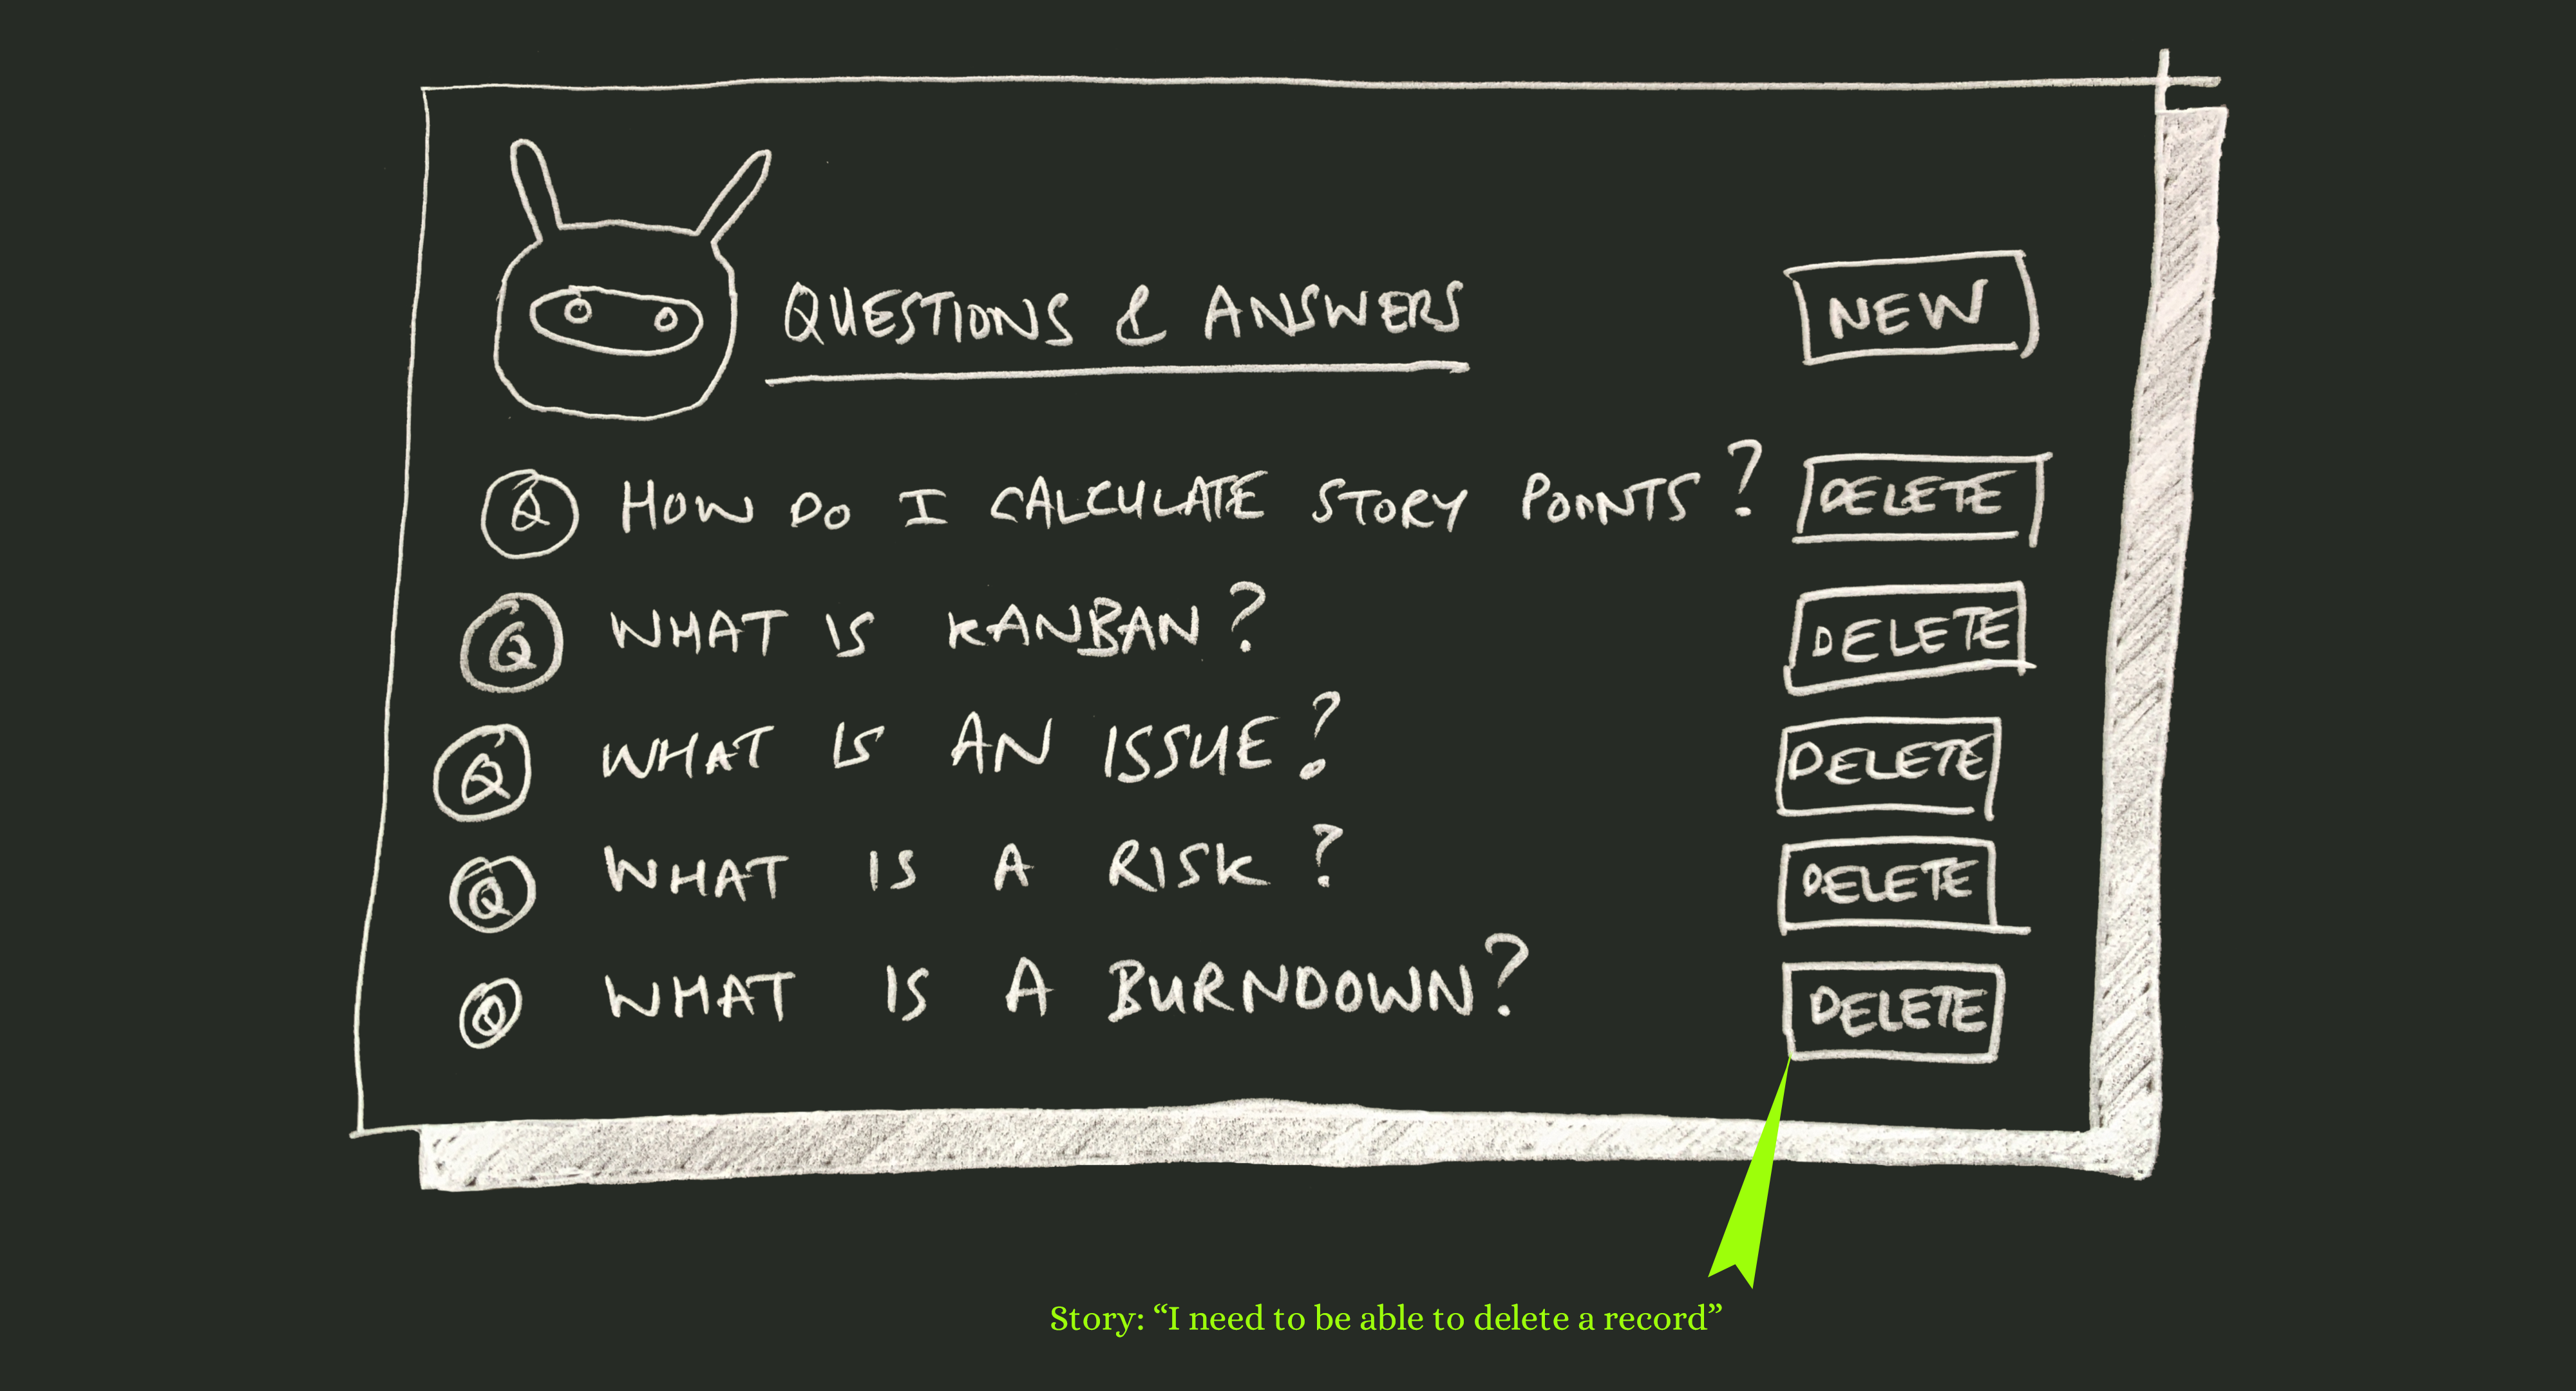 QUESTIONS & ANSWERS
NEW
Q HOW DO I CALCULATE STORY POINTS? DELETE
Q WHAT IS KANBAN? DELETE
Q WHAT IS AN ISSUE? DELETE
Q WHAT IS A RISK? DELETE
Q WHAT IS A BURNDOWN? DELETE
Story: “I need to be able to delete a record”